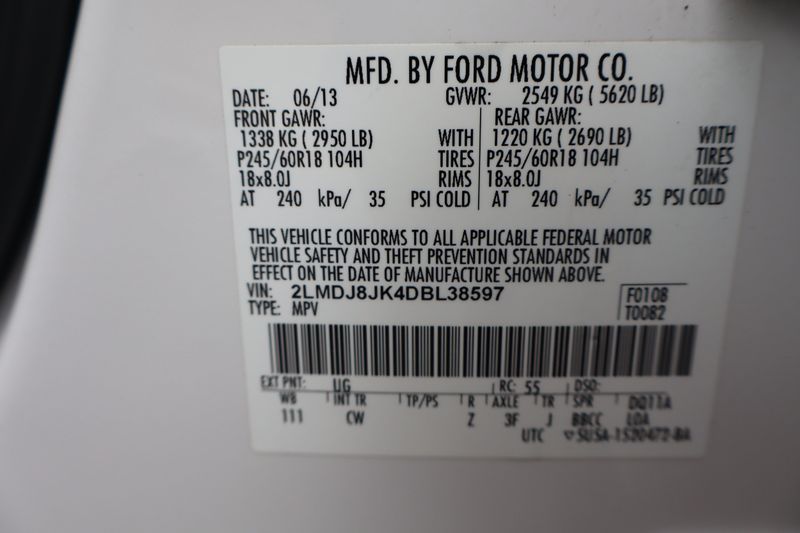 MFD. BY FORD MOTOR CO.
DATE: 06/13 GVWR: 2549 KG ( 5620 LB)
FRONT GAWR: REAR GAWR:
1338 KG ( 2950 LB) WITH 1220 KG ( 2690 LB) WITH
P245/60R18 104H TIRES P245/60R18 104H TIRES
18x8.0J RIMS 18x8.0J RIMS
AT 240 kPa/ 35 PSI COLD AT 240 kPa/ 35 PSI COLD
THIS VEHICLE CONFORMS TO ALL APPLICABLE FEDERAL MOTOR
VEHICLE SAFETY AND THEFT PREVENTION STANDARDS IN
EFFECT ON THE DATE OF MANUFACTURE SHOWN ABOVE.
VIN: 2LMDJ8JK4DBL38597 F0108
TYPE: MPV T0082
EXT PNT: UG RC: 55 DSO:
WB INT TR TP/PS R AXLE TR SPR DQ11A
111 CW Z 3F J BBCC LOA
UTC SUSA-1520472-BA